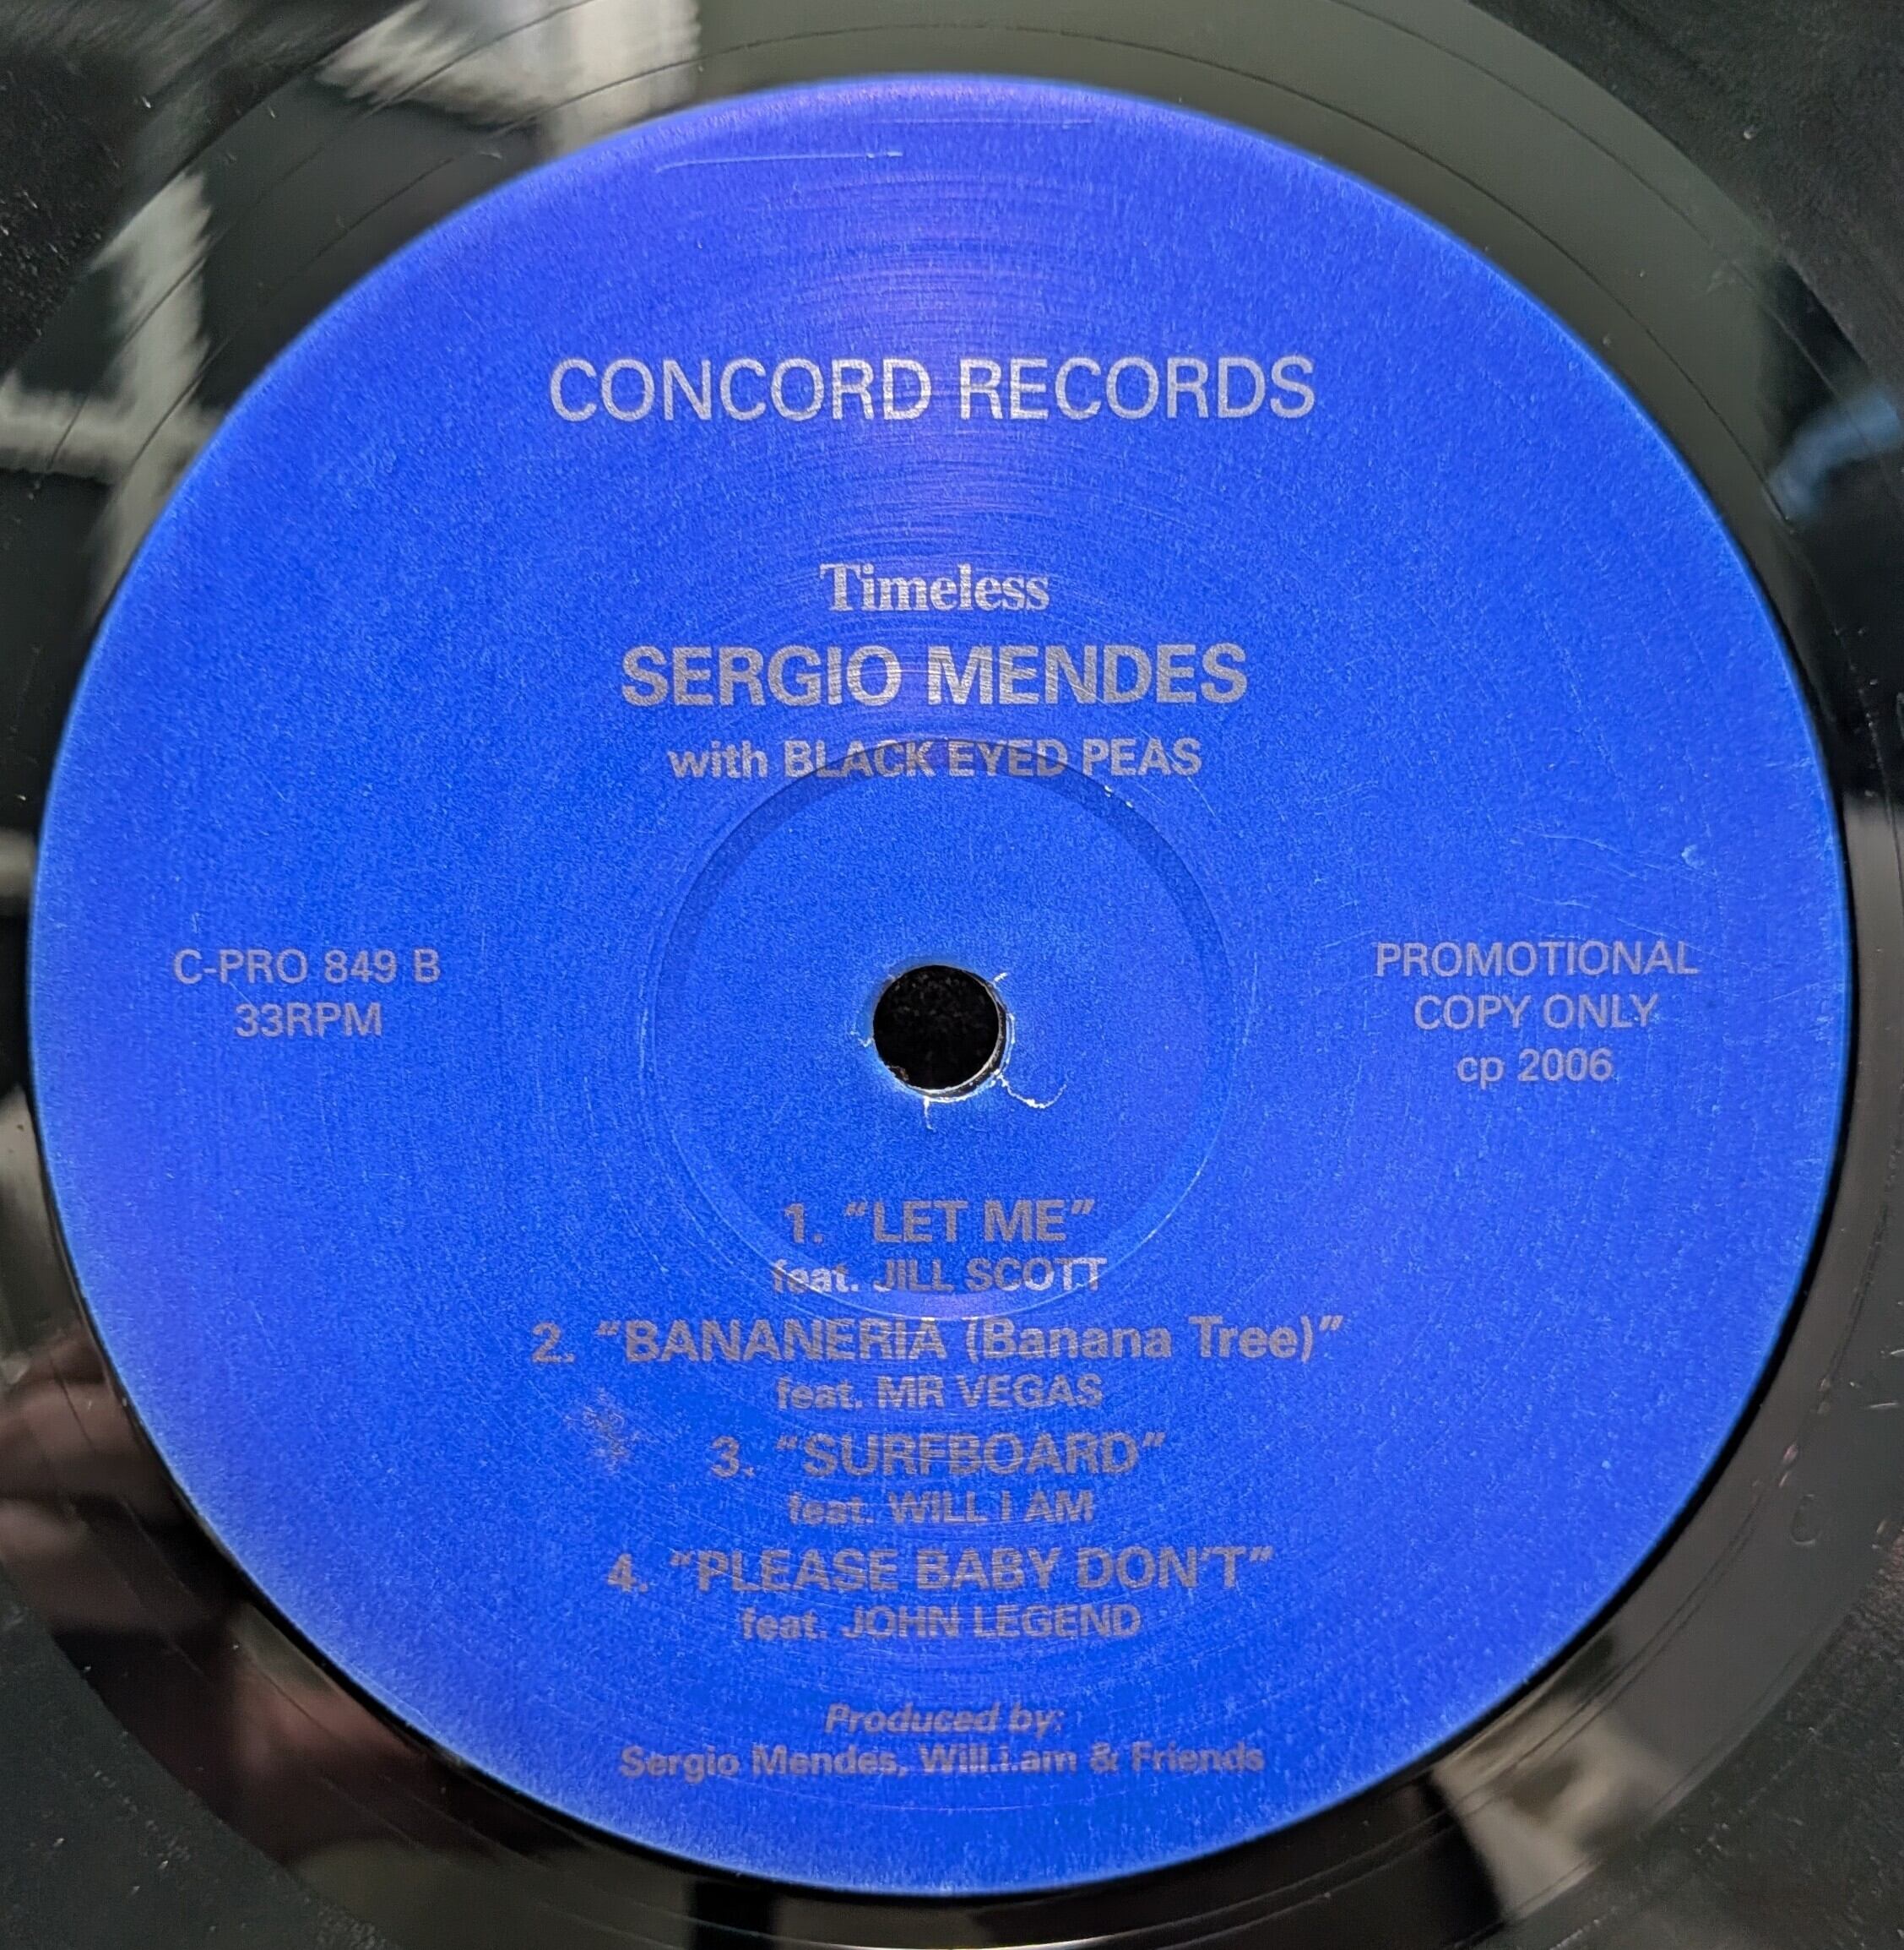 CONCORD RECORDS
Timeless
SERGIO MENDES
with BLACK EYED PEAS
C-PRO 849 B
33RPM
PROMOTIONAL
COPY ONLY
cp 2006
1. “LET ME”
feat. JILL SCOTT
2. “BANANERIA (Banana Tree)”
feat. MR VEGAS
3. “SURFBOARD”
feat. WILL I AM
4. “PLEASE BABY DON'T”
feat. JOHN LEGEND
Produced by:
Sergio Mendes, Will.i.am & Friends